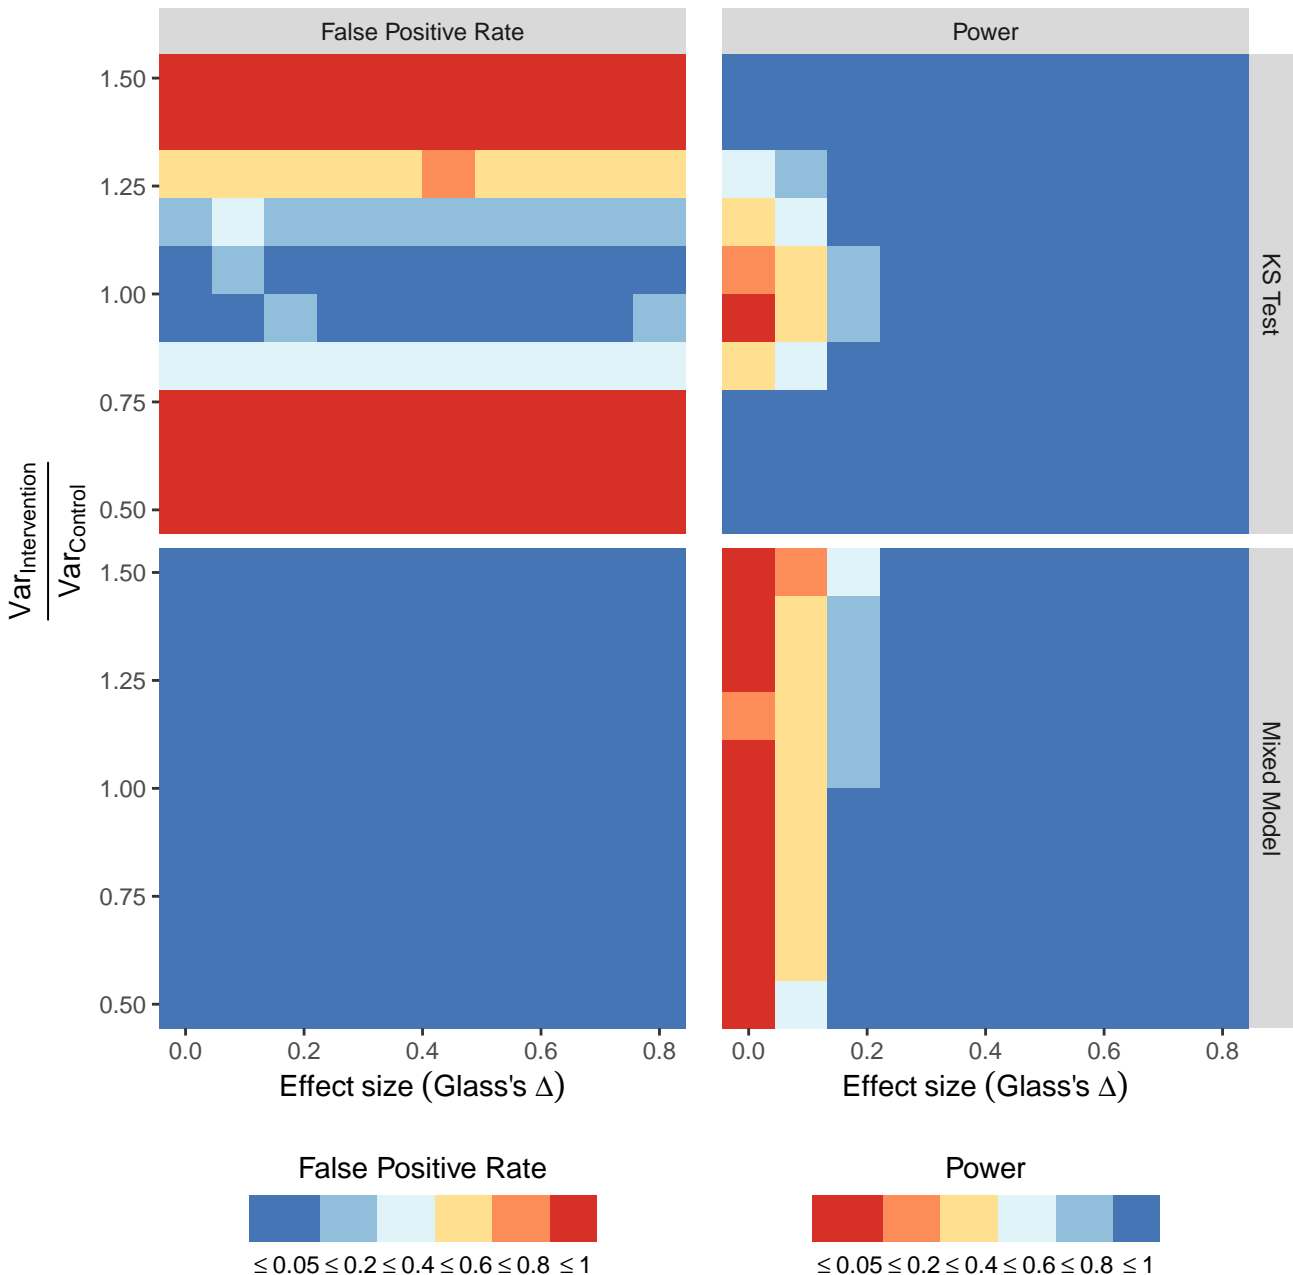 False Positive Rate
Power
1.50
1.25
1.00
0.75
0.50
KS Test
Var_Intervention
Var_Control
1.50
1.25
1.00
0.75
0.50
Mixed Model
0.0 0.2 0.4 0.6 0.8
0.0 0.2 0.4 0.6 0.8
Effect size (Glass's Δ)
Effect size (Glass's Δ)
False Positive Rate
≤ 0.05 ≤ 0.2 ≤ 0.4 ≤ 0.6 ≤ 0.8 ≤ 1
Power
≤ 0.05 ≤ 0.2 ≤ 0.4 ≤ 0.6 ≤ 0.8 ≤ 1